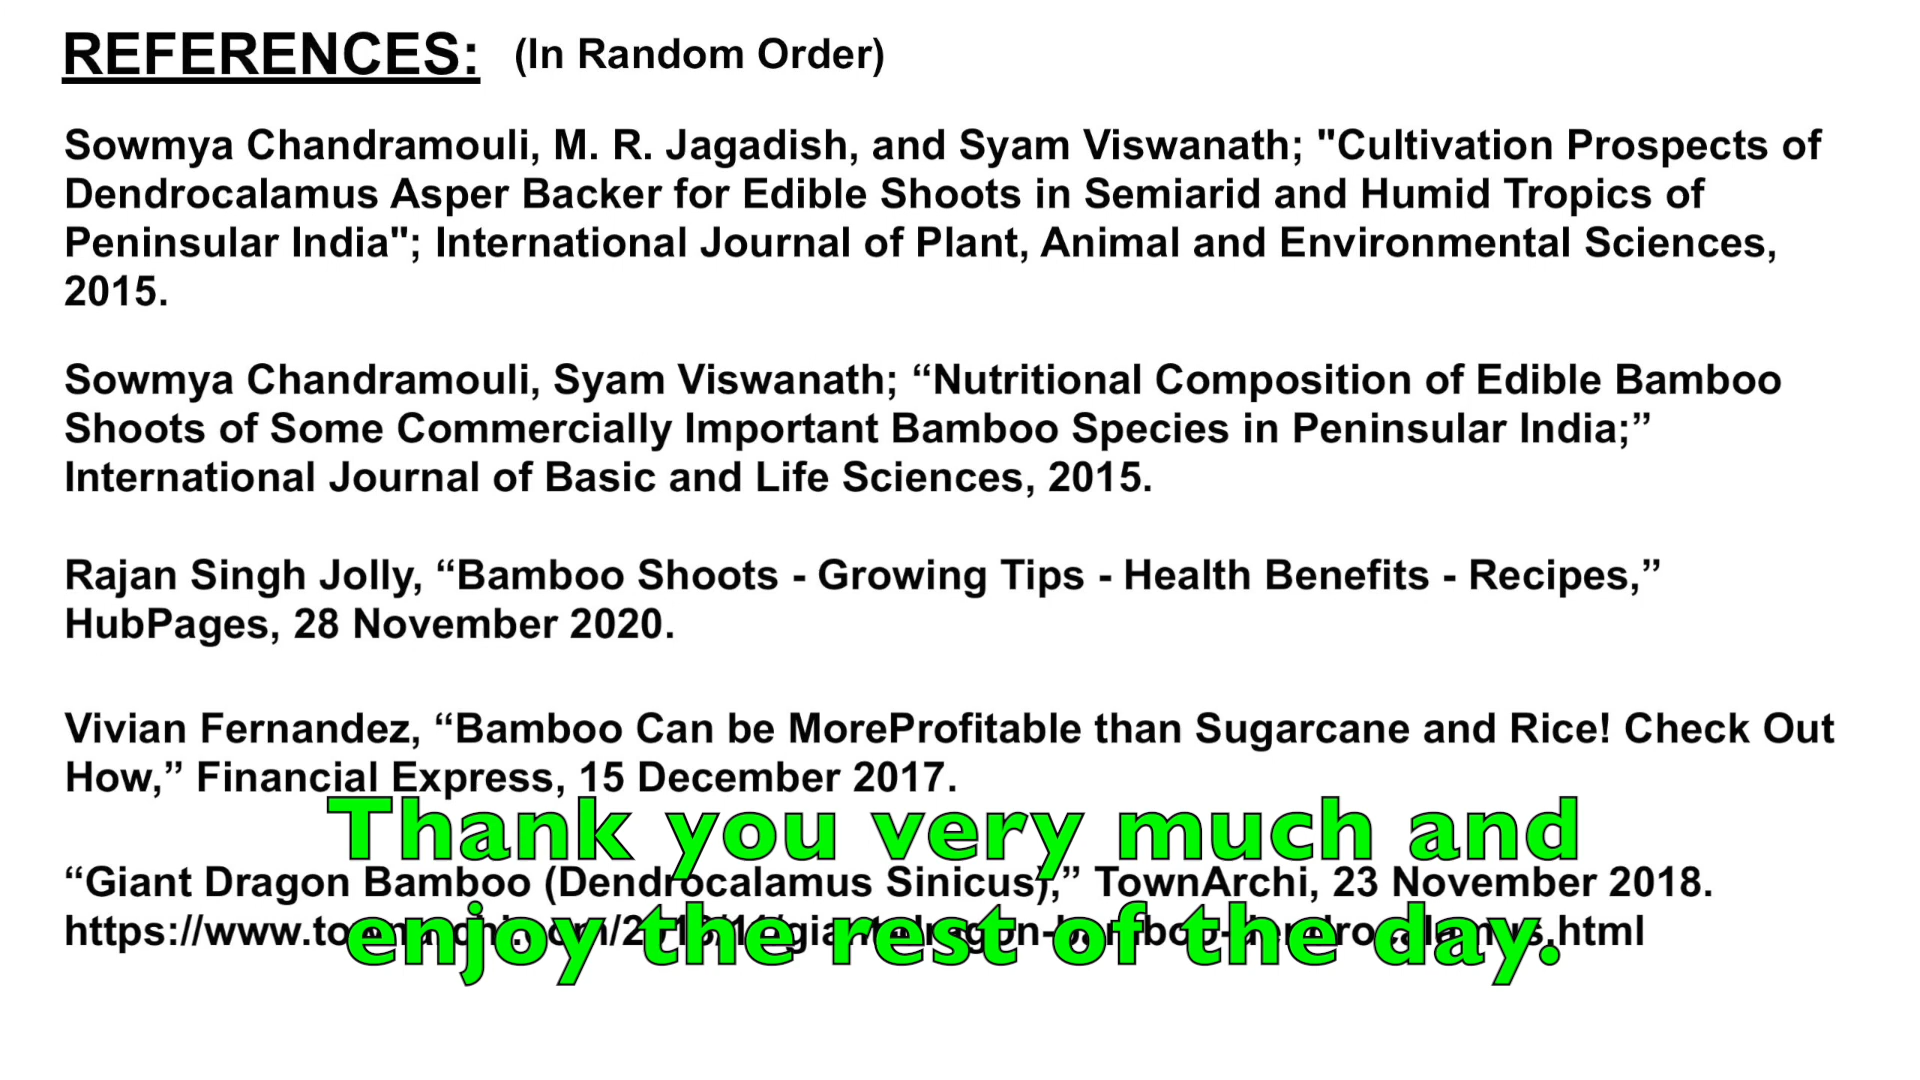 REFERENCES: (In Random Order)
Sowmya Chandramouli, M. R. Jagadish, and Syam Viswanath; "Cultivation Prospects of
Dendrocalamus Asper Backer for Edible Shoots in Semiarid and Humid Tropics of
Peninsular India"; International Journal of Plant, Animal and Environmental Sciences,
2015.
Sowmya Chandramouli, Syam Viswanath; “Nutritional Composition of Edible Bamboo
Shoots of Some Commercially Important Bamboo Species in Peninsular India;”
International Journal of Basic and Life Sciences, 2015.
Rajan Singh Jolly, “Bamboo Shoots - Growing Tips - Health Benefits - Recipes,”
HubPages, 28 November 2020.
Vivian Fernandez, “Bamboo Can be MoreProfitable than Sugarcane and Rice! Check Out
How,” Financial Express, 15 December 2017.
Thank you very much and
“Giant Dragon Bamboo (Dendrocalamus Sinicus),” TownArchi, 23 November 2018.
enjoy the rest of the day.